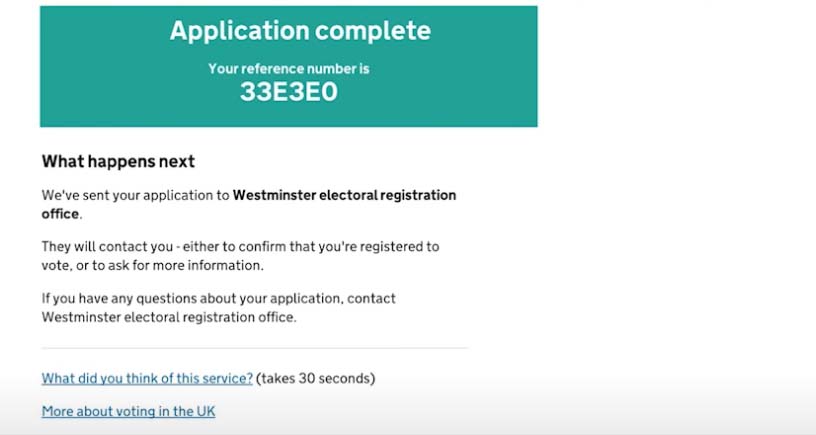 Application complete
Your reference number is
33E3E0
What happens next
We've sent your application to Westminster electoral registration
office.
They will contact you - either to confirm that you're registered to
vote, or to ask for more information.
If you have any questions about your application, contact
Westminster electoral registration office.
What did you think of this service? (takes 30 seconds)
More about voting in the UK